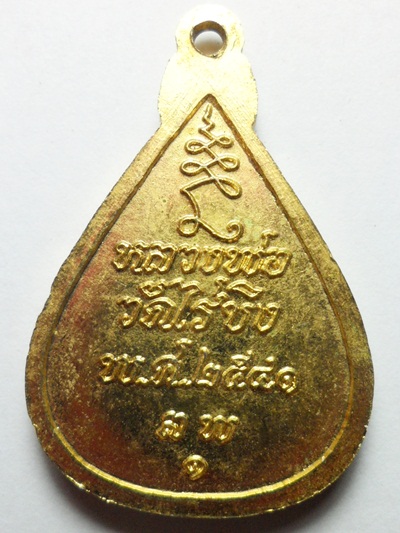 หลวงพ่อ
วัดไร่ขิง
พ.ศ.๒๕๔๑
ม พ
๑